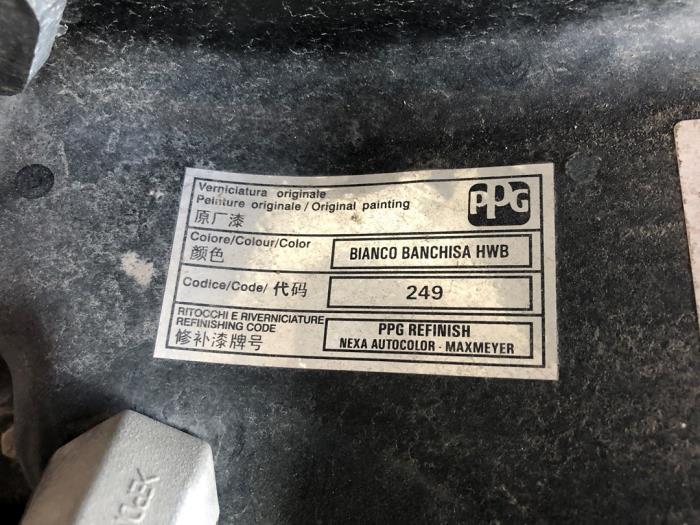 Verniciatura originale
Peinture originale / Original painting
原厂漆
PPG
Colore/Colour/Color
颜色
BIANCO BANCHISA HWB
Codice/Code/ 代码
249
RITOCCHI E RIVERNICIATURE
REFINISHING CODE
修补漆牌号
PPG REFINISH
NEXA AUTOCOLOR - MAXMEYER